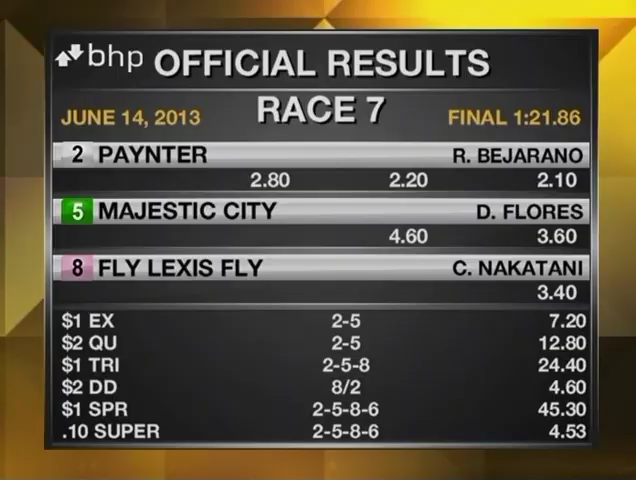 bhp OFFICIAL RESULTS
JUNE 14, 2013 RACE 7 FINAL 1:21.86
2 PAYNTER R. BEJARANO
2.80 2.20 2.10
5 MAJESTIC CITY D. FLORES
4.60 3.60
8 FLY LEXIS FLY C. NAKATANI
3.40
$1 EX 2-5 7.20
$2 QU 2-5 12.80
$1 TRI 2-5-8 24.40
$2 DD 8/2 4.60
$1 SPR 2-5-8-6 45.30
.10 SUPER 2-5-8-6 4.53